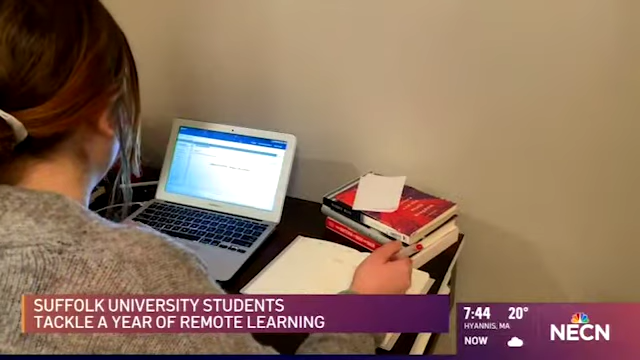 SUFFOLK UNIVERSITY STUDENTS
TACKLE A YEAR OF REMOTE LEARNING
7:44 20°
HYANNIS, MA
NOW
NECN